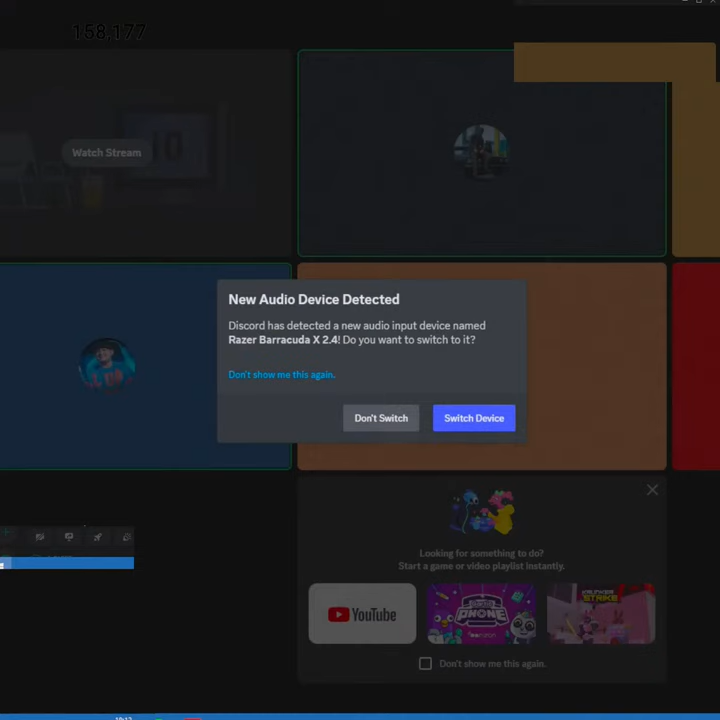 158,177
Watch Stream
New Audio Device Detected
Discord has detected a new audio input device named
Razer Barracuda X 2.4! Do you want to switch to it?
Don't show me this again.
Don't Switch
Switch Device
Looking for something to do?
Start a game or video playlist instantly.
YouTube
PHONE
STRIKE
Don't show me this again.